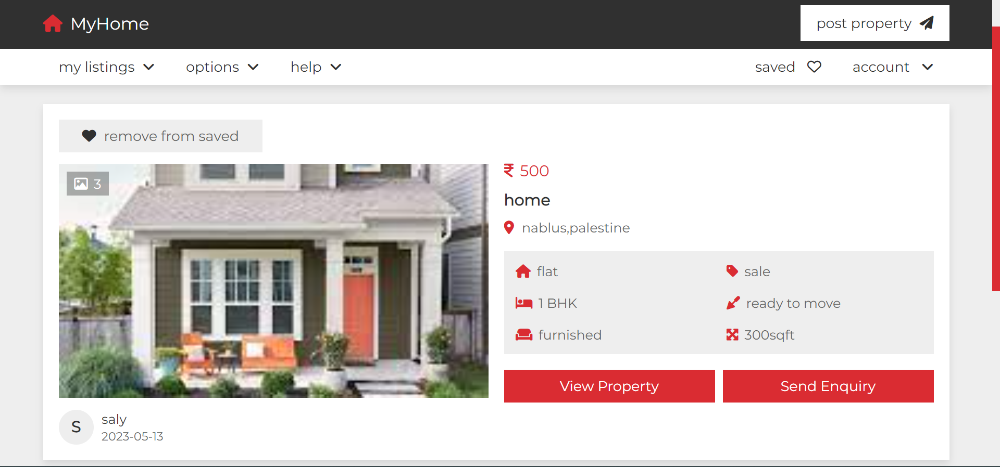 MyHome
post property
my listings
options
help
saved
account
remove from saved
3
₹ 500
home
nablus,palestine
flat
sale
1 BHK
ready to move
furnished
300sqft
View Property
Send Enquiry
S
saly
2023-05-13